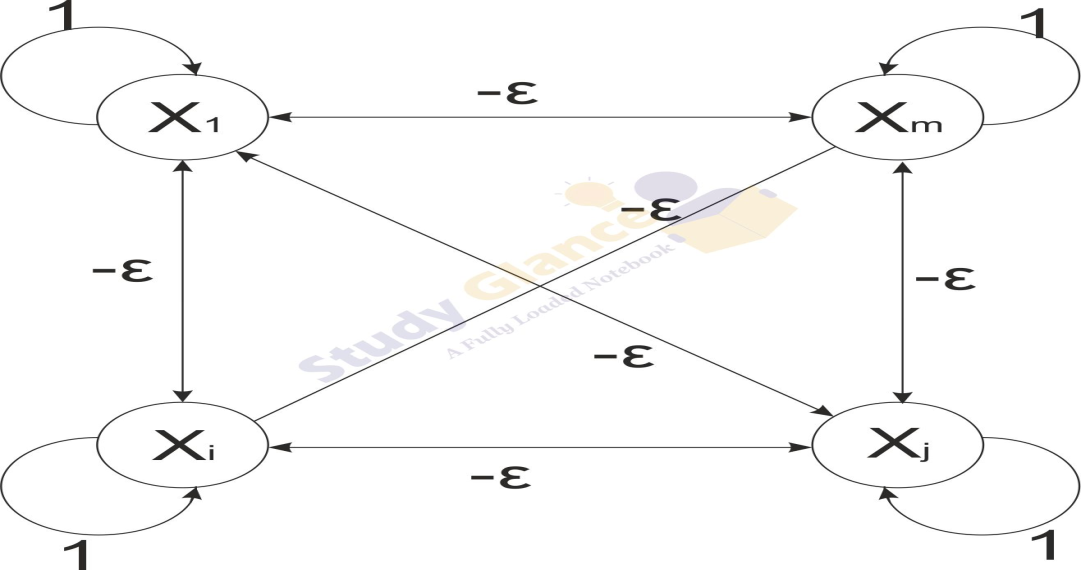 1
1
X₁
-ε
Xₘ
-ε
-ε
-ε
Study Glance
A Fully Loaded Notebook
-ε
Xᵢ
Xⱼ
-ε
1
1